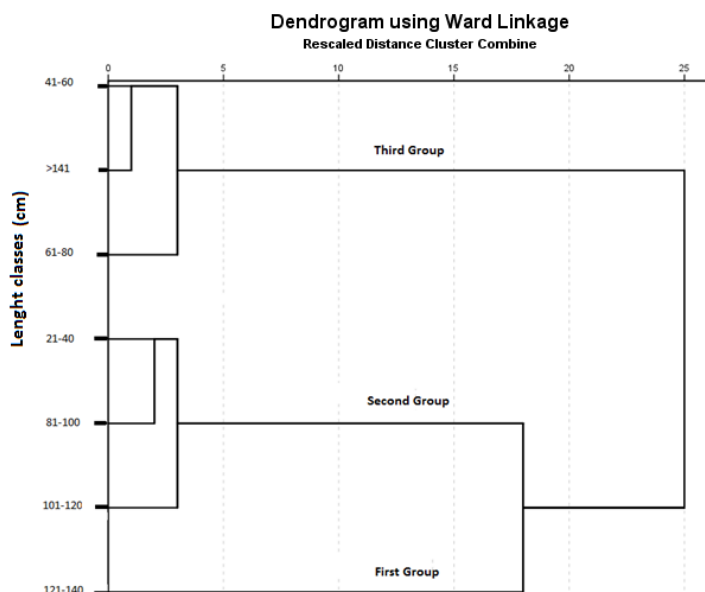 Dendrogram using Ward Linkage
Rescaled Distance Cluster Combine
0 5 10 15 20 25
41-60
Third Group
>141
61-80
Lenght classes (cm)
21-40
Second Group
81-100
101-120
First Group
121-140